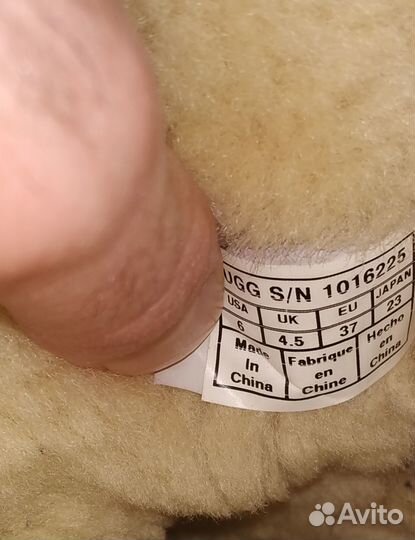 UGG S/N 1016225
USA UK EU JAPAN
6 4.5 37 23
Made Fabrique Hecho
In en en
China Chine China
Avito